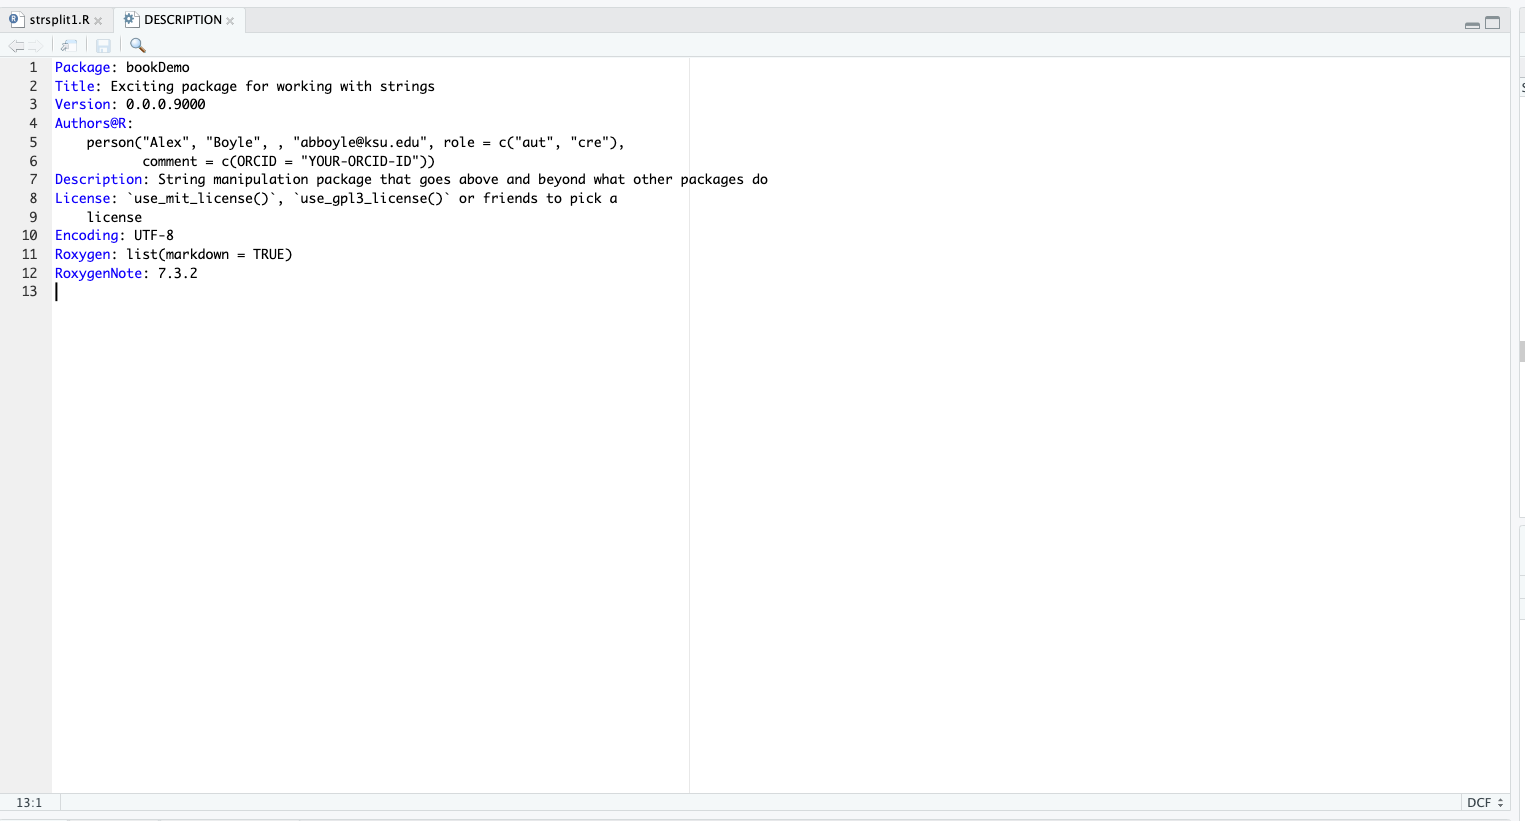 strsplit1.R
DESCRIPTION
1 Package: bookDemo
2 Title: Exciting package for working with strings
3 Version: 0.0.0.9000
4 Authors@R:
5     person("Alex", "Boyle", , "abboyle@ksu.edu", role = c("aut", "cre"),
6            comment = c(ORCID = "YOUR-ORCID-ID"))
7 Description: String manipulation package that goes above and beyond what other packages do
8 License: `use_mit_license()`, `use_gpl3_license()` or friends to pick a
9     license
10 Encoding: UTF-8
11 Roxygen: list(markdown = TRUE)
12 RoxygenNote: 7.3.2
13
13:1
DCF